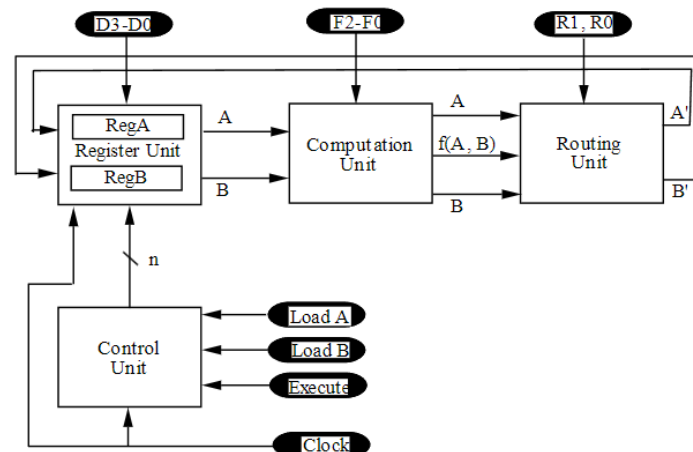 D3-D0
F2-F0
R1, R0
RegA
Register Unit
RegB
A
B
Computation
Unit
A
f(A, B)
B
Routing
Unit
A'
B'
n
Control
Unit
Load A
Load B
Execute
Clock